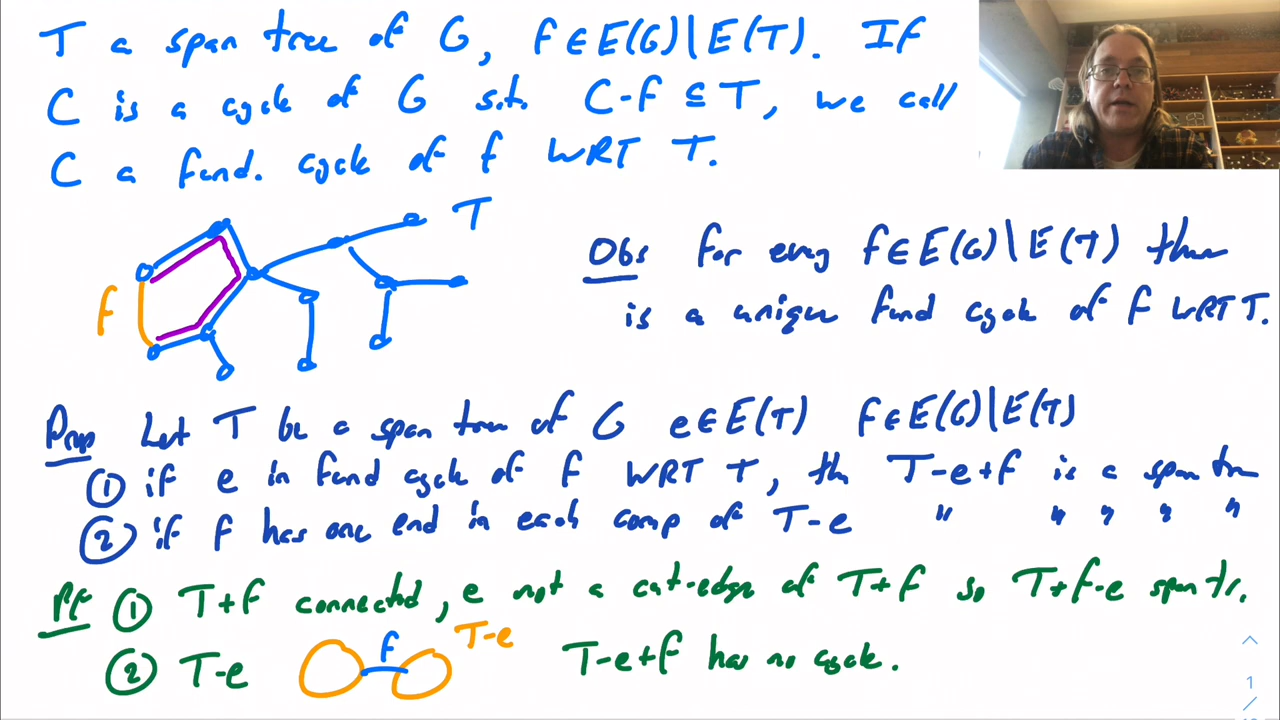 T a span tree of G, f ∈ E(G)\E(T). If
C is a cycle of G s.t. C-f ⊆ T, we call
C a fund. cycle of f WRT T.
T
f
Obs For every f ∈ E(G)\E(T) there
is a unique fund cycle of f WRT T.
Prop Let T be a span tree of G e ∈ E(T) f ∈ E(G)\E(T)
① if e in fund cycle of f WRT T, then T-e+f is a span tree
② if f has one end in each comp of T-e " " " " "
Pf ① T+f connected, e not a cut-edge of T+f so T+f-e span tr.
② T-e f T-e T-e+f has no cycle.
1
/